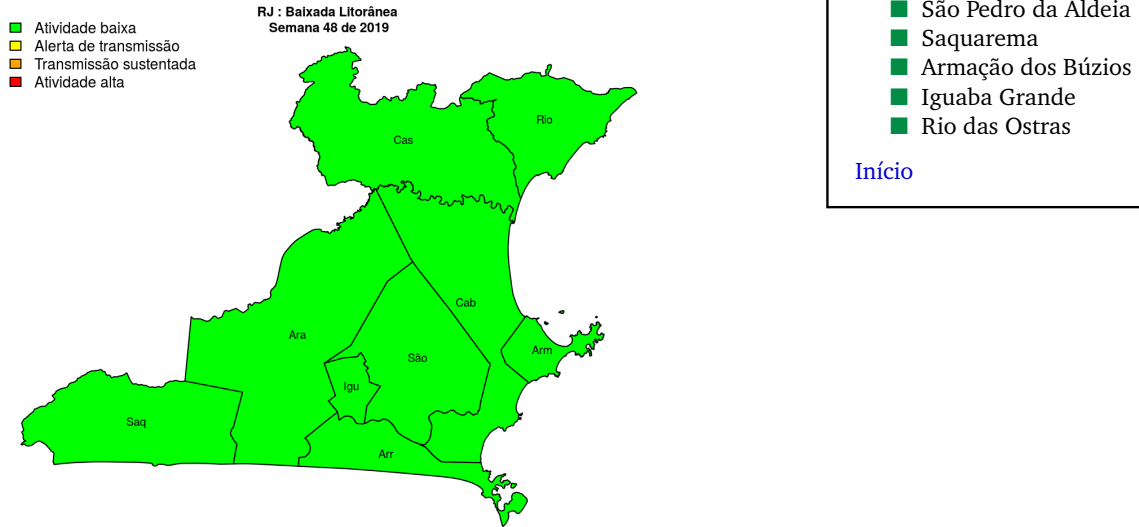 RJ : Baixada Litorânea
Semana 48 de 2019
Atividade baixa
Alerta de transmissão
Transmissão sustentada
Atividade alta
Cas
Rio
Cab
Ara
São
Arm
Igu
Saq
Arr
São Pedro da Aldeia
Saquarema
Armação dos Búzios
Iguaba Grande
Rio das Ostras
Início